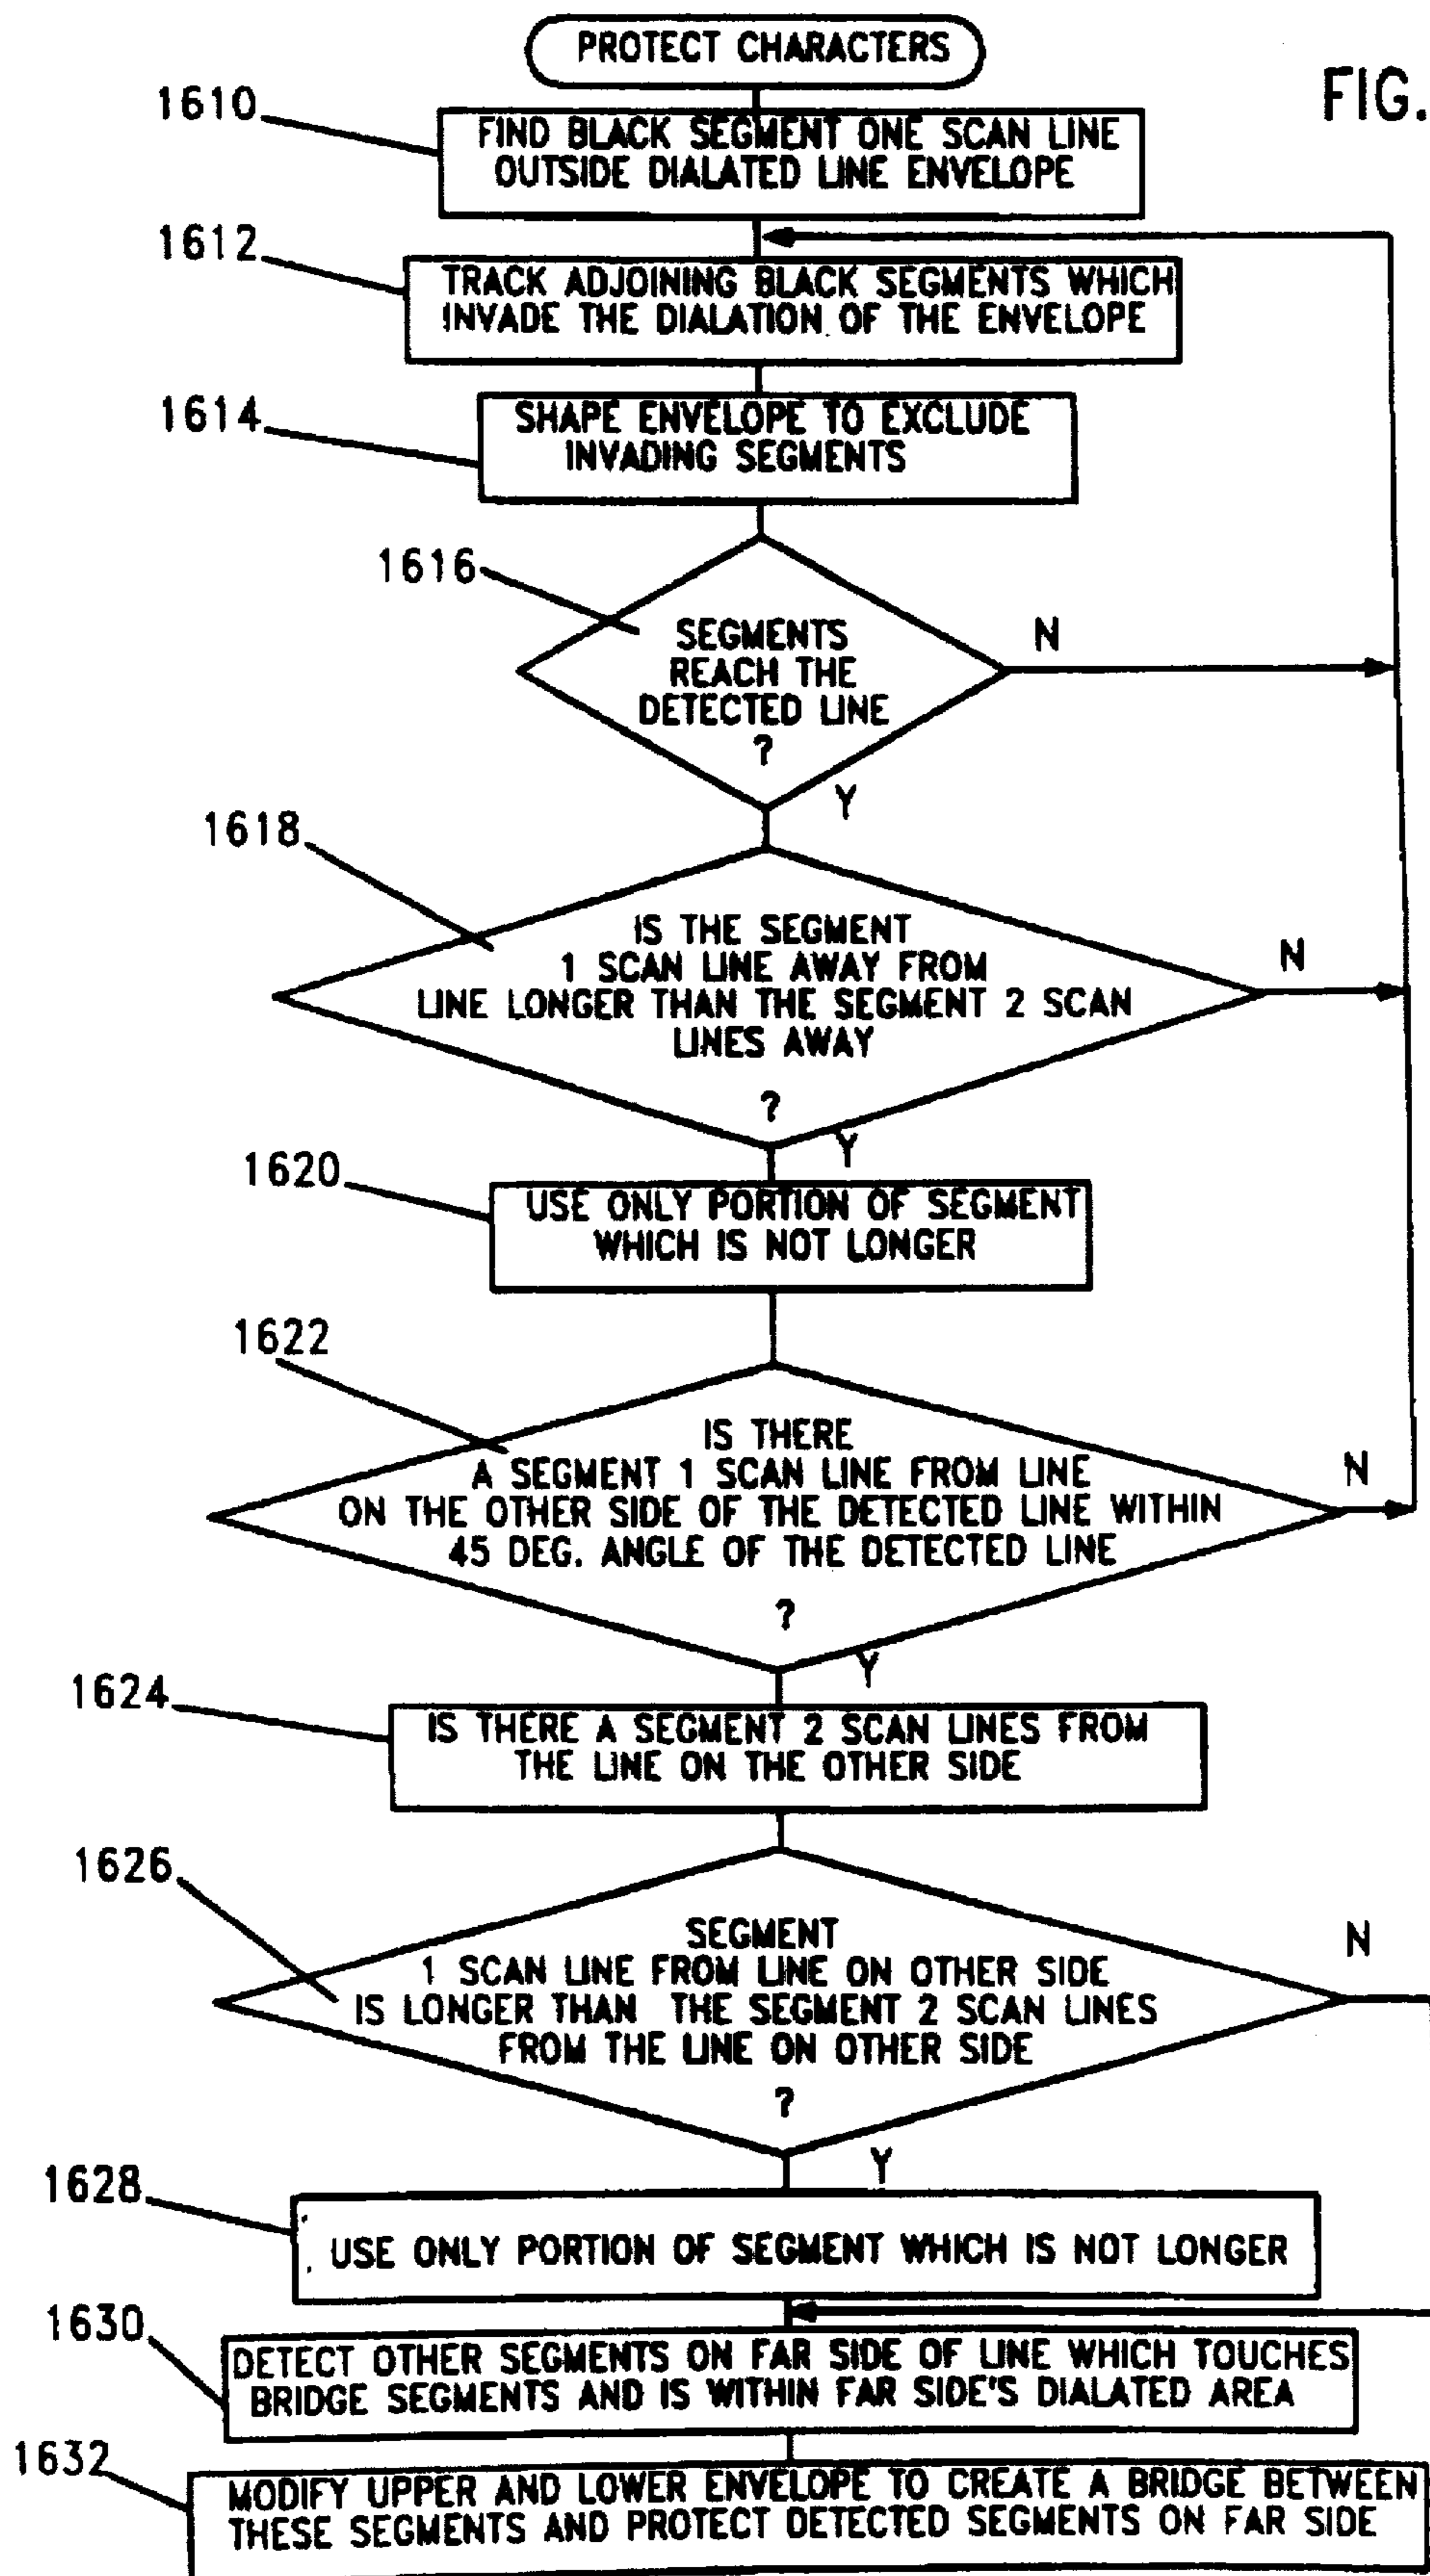 PROTECT CHARACTERS
FIG.
1610
FIND BLACK SEGMENT ONE SCAN LINE
OUTSIDE DIALATED LINE ENVELOPE
1612
TRACK ADJOINING BLACK SEGMENTS WHICH
INVADE THE DIALATION OF THE ENVELOPE
1614
SHAPE ENVELOPE TO EXCLUDE
INVADING SEGMENTS
1616
SEGMENTS
REACH THE
DETECTED LINE
?
N
Y
1618
IS THE SEGMENT
1 SCAN LINE AWAY FROM
LINE LONGER THAN THE SEGMENT 2 SCAN
LINES AWAY
?
N
Y
1620
USE ONLY PORTION OF SEGMENT
WHICH IS NOT LONGER
1622
IS THERE
A SEGMENT 1 SCAN LINE FROM LINE
ON THE OTHER SIDE OF THE DETECTED LINE WITHIN
45 DEG. ANGLE OF THE DETECTED LINE
?
N
Y
1624
IS THERE A SEGMENT 2 SCAN LINES FROM
THE LINE ON THE OTHER SIDE
1626
SEGMENT
1 SCAN LINE FROM LINE ON OTHER SIDE
IS LONGER THAN THE SEGMENT 2 SCAN LINES
FROM THE LINE ON OTHER SIDE
?
N
Y
1628
USE ONLY PORTION OF SEGMENT WHICH IS NOT LONGER
1630
DETECT OTHER SEGMENTS ON FAR SIDE OF LINE WHICH TOUCHES
BRIDGE SEGMENTS AND IS WITHIN FAR SIDE'S DIALATED AREA
1632
MODIFY UPPER AND LOWER ENVELOPE TO CREATE A BRIDGE BETWEEN
THESE SEGMENTS AND PROTECT DETECTED SEGMENTS ON FAR SIDE